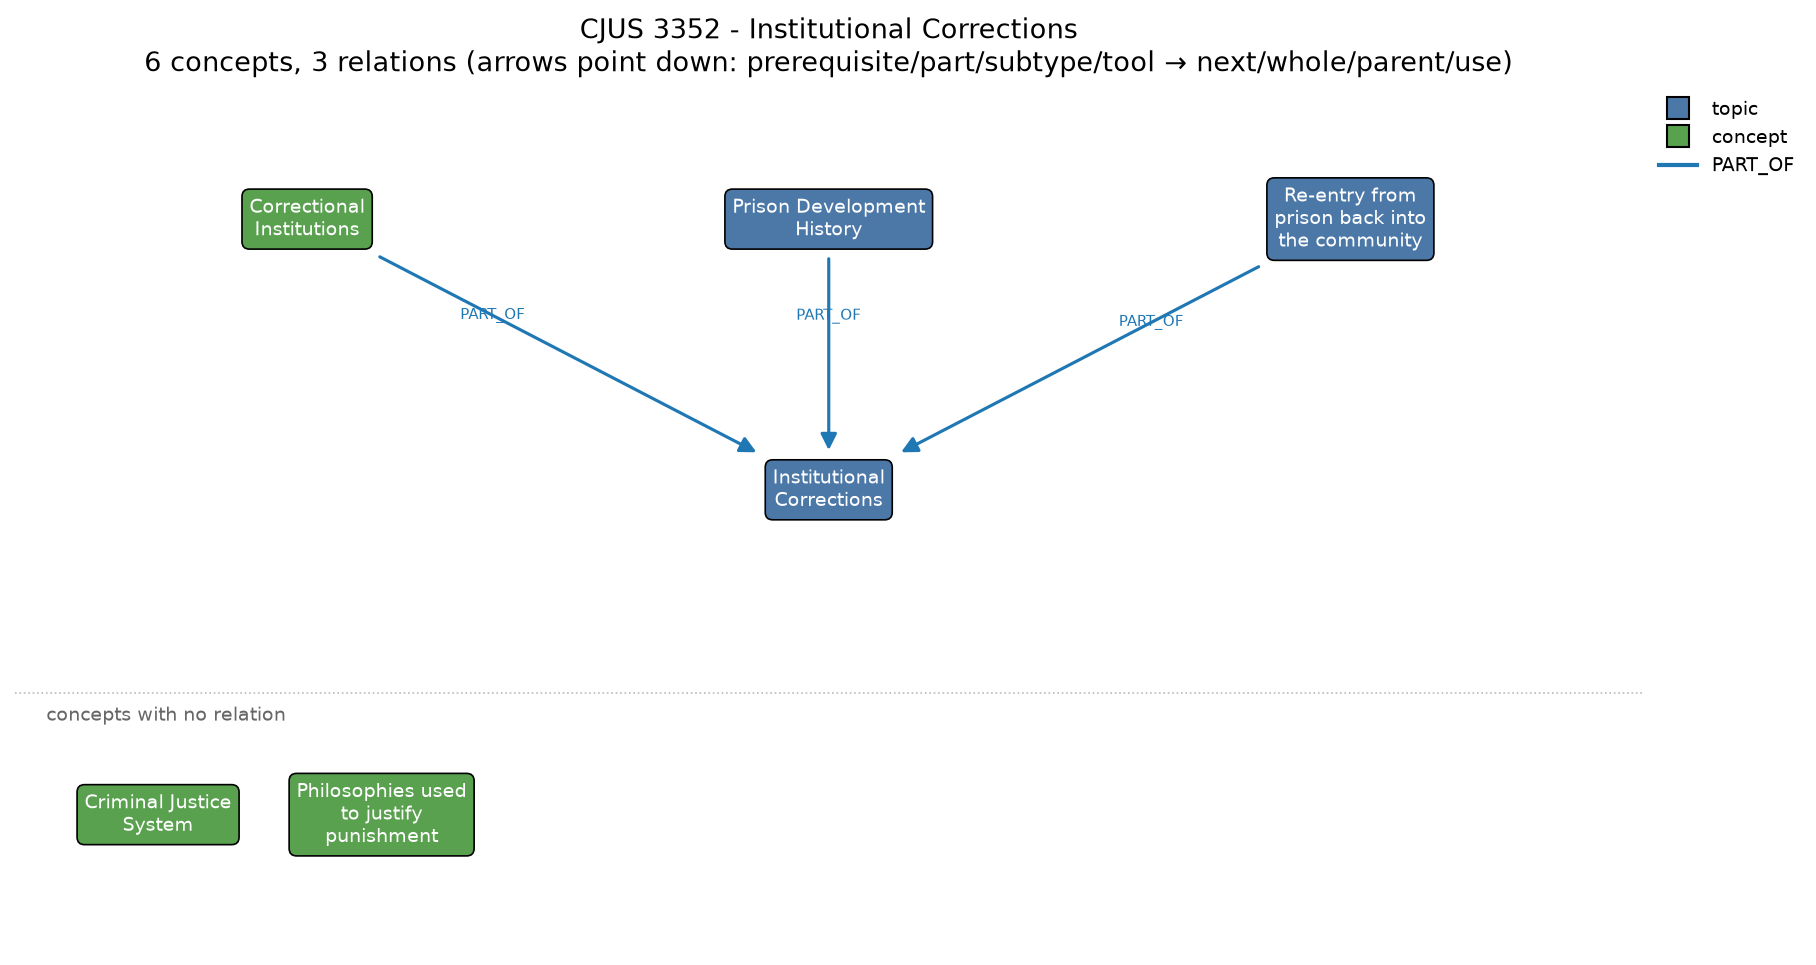 CJUS 3352 - Institutional Corrections
6 concepts, 3 relations (arrows point down: prerequisite/part/subtype/tool → next/whole/parent/use)
topic
concept
PART_OF
Correctional
Institutions
Prison Development
History
Re-entry from
prison back into
the community
PART_OF
PART_OF
PART_OF
Institutional
Corrections
concepts with no relation
Criminal Justice
System
Philosophies used
to justify
punishment